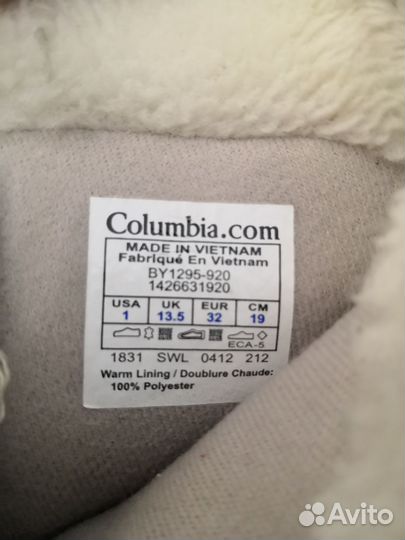 Columbia.com
MADE IN VIETNAM
Fabriqué En Vietnam
BY1295-920
1426631920
USA UK EUR CM
1 13.5 32 19
ECA-5
1831 SWL 0412 212
Warm Lining / Doublure Chaude:
100% Polyester
Avito